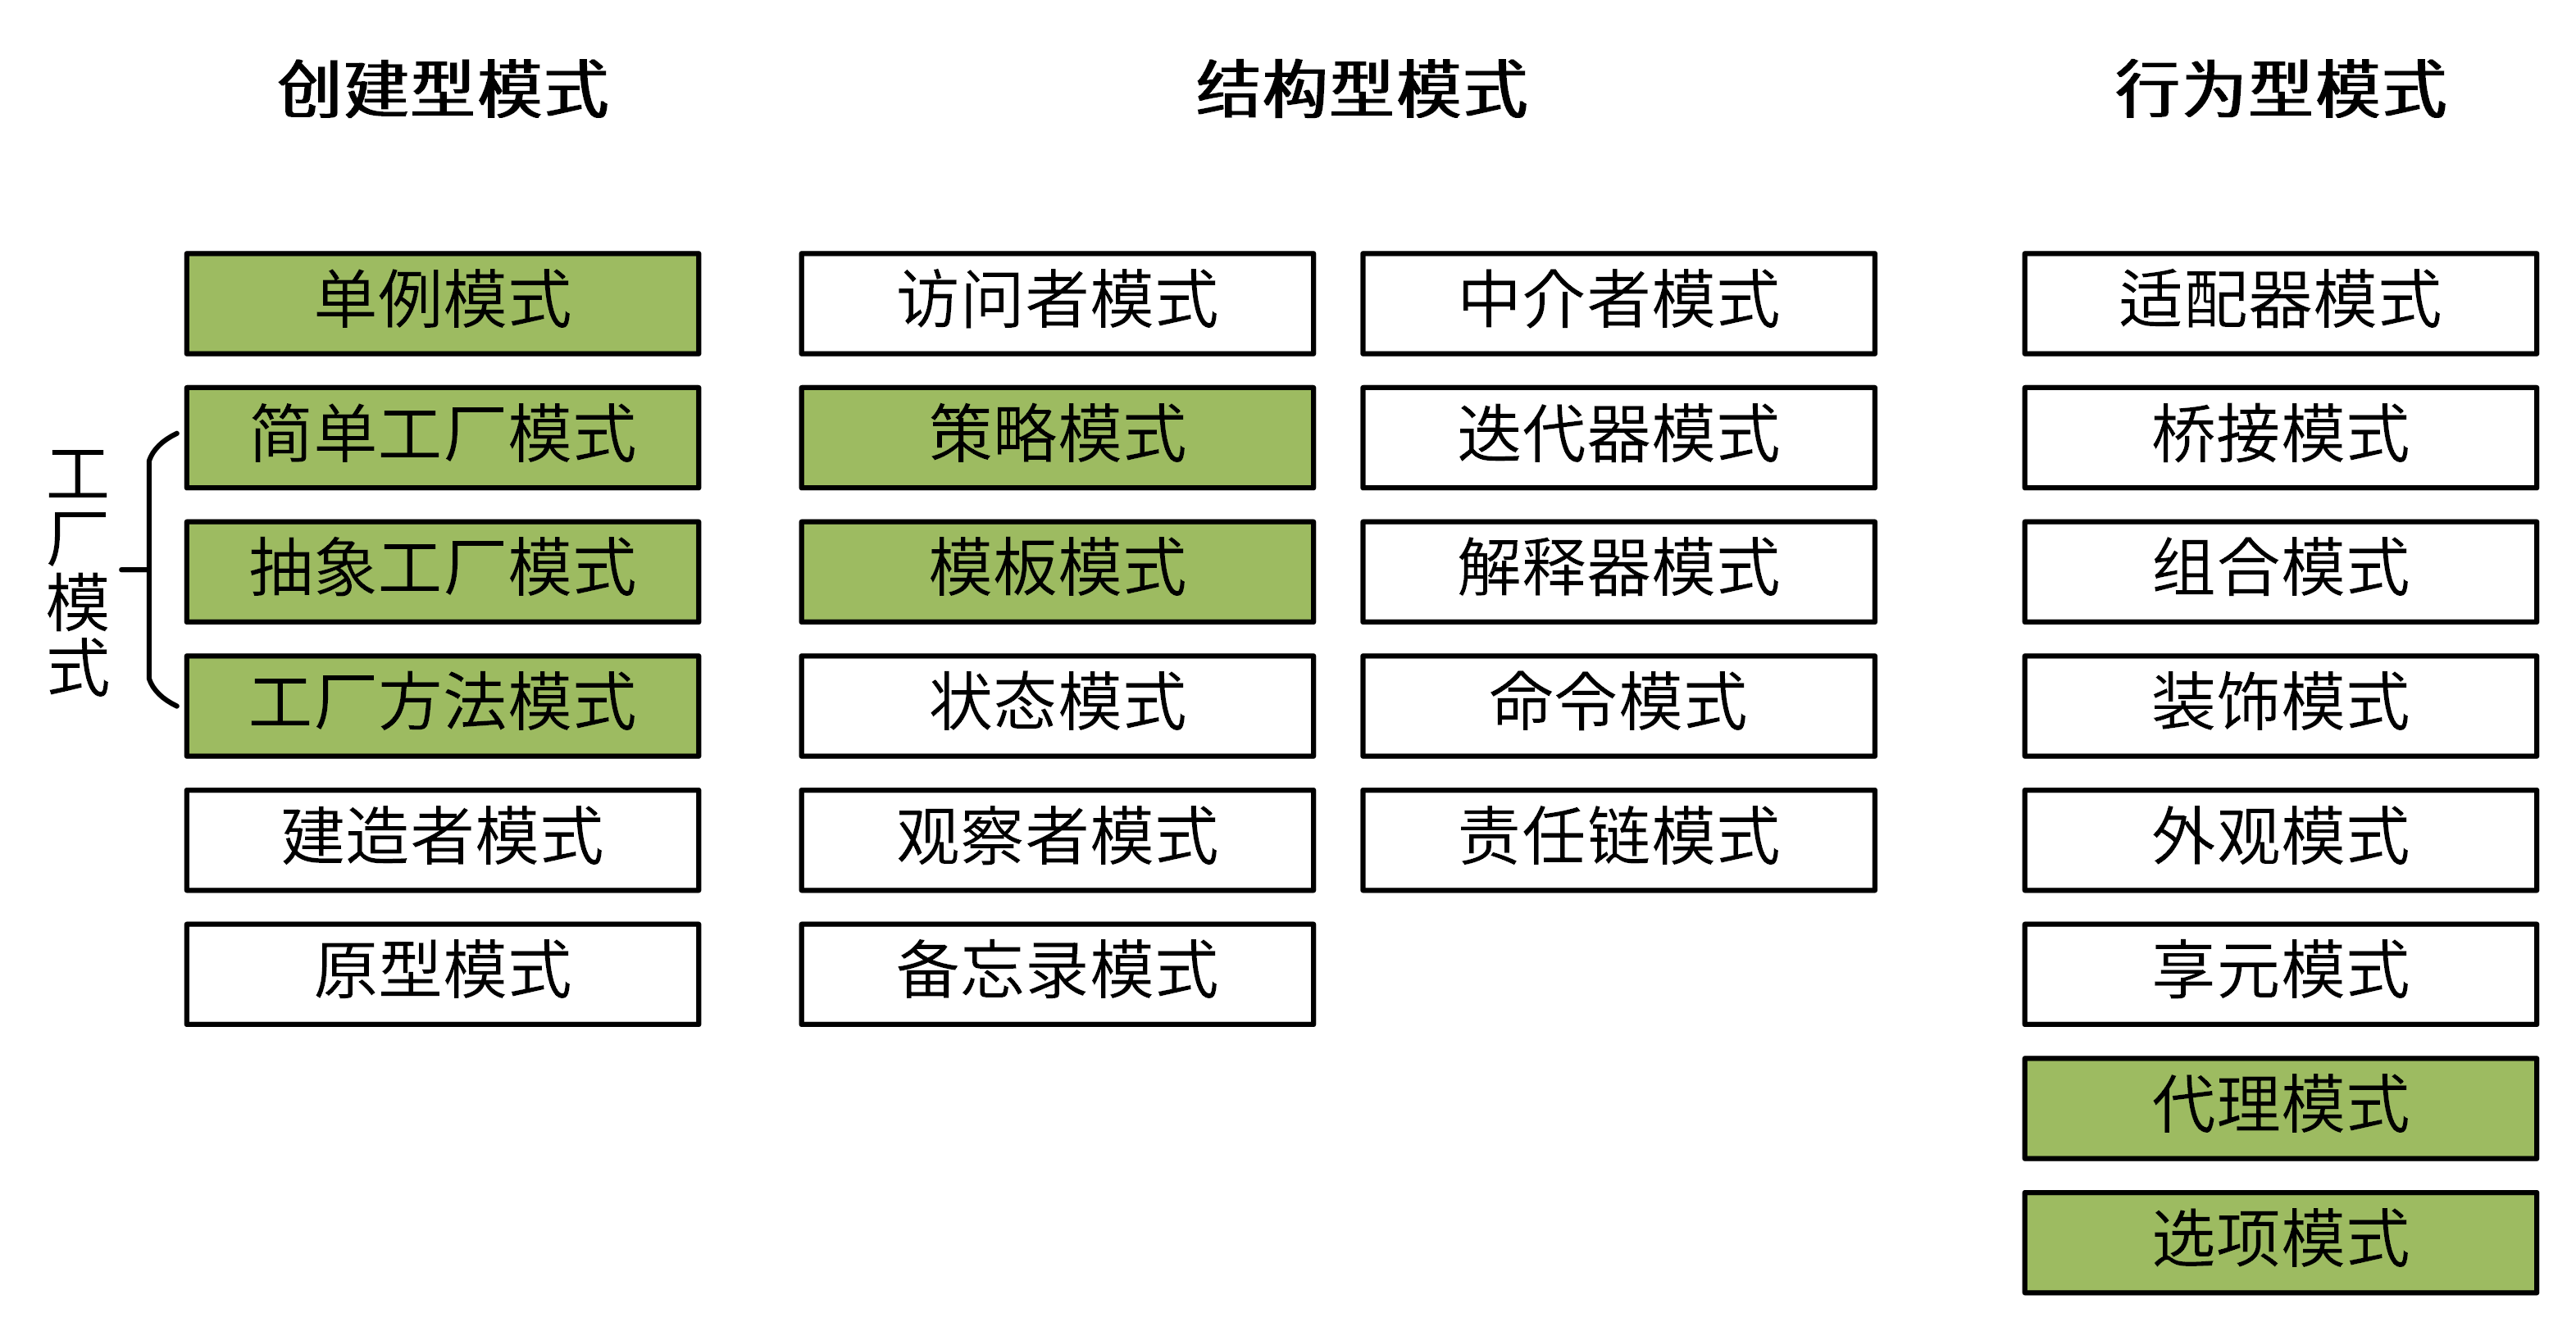 创建型模式
结构型模式
行为型模式
工厂模式
单例模式
简单工厂模式
抽象工厂模式
工厂方法模式
建造者模式
原型模式
访问者模式
策略模式
模板模式
状态模式
观察者模式
备忘录模式
中介者模式
迭代器模式
解释器模式
命令模式
责任链模式
适配器模式
桥接模式
组合模式
装饰模式
外观模式
享元模式
代理模式
选项模式